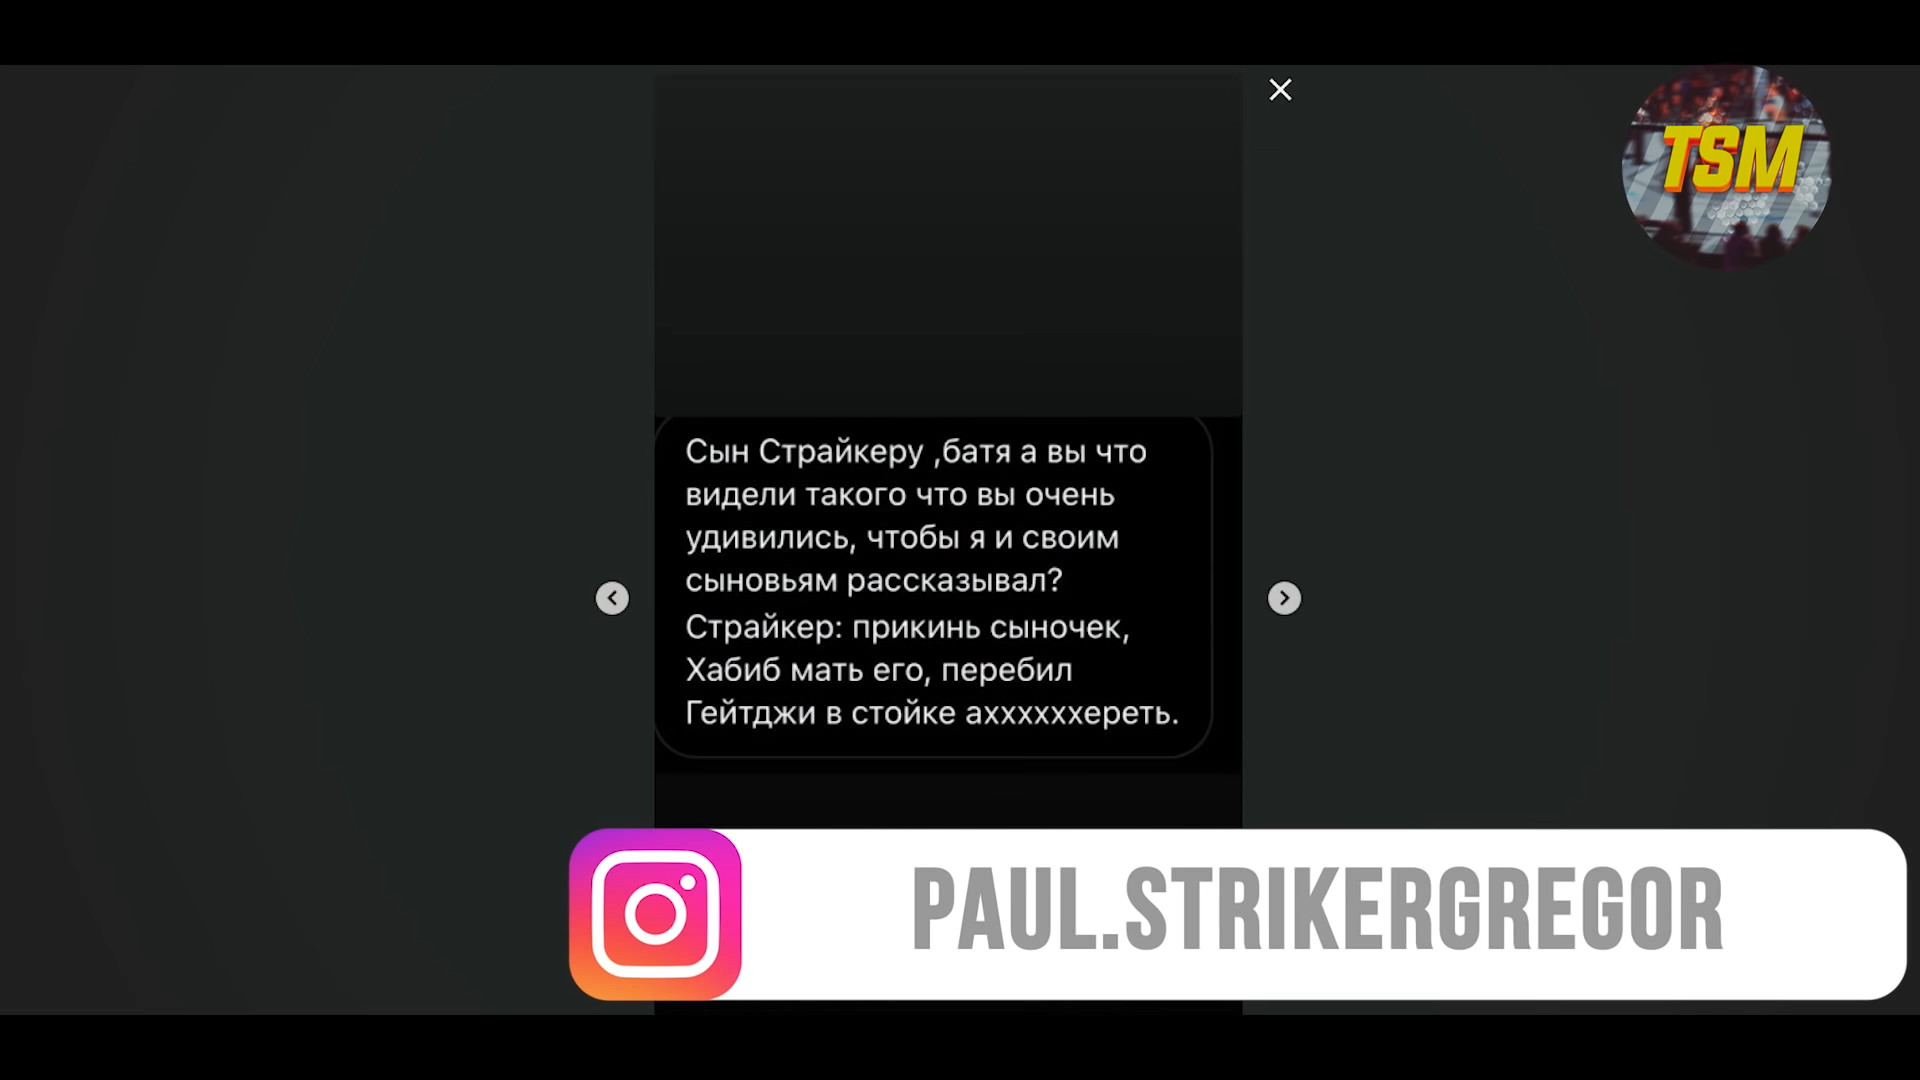 TSM
Сын Страйкеру ,батя а вы что
видели такого что вы очень
удивились, чтобы я и своим
сыновьям рассказывал?
Страйкер: прикинь сыночек,
Хабиб мать его, перебил
Гейтджи в стойке аххххххереть.
PAUL.STRIKERGREGOR